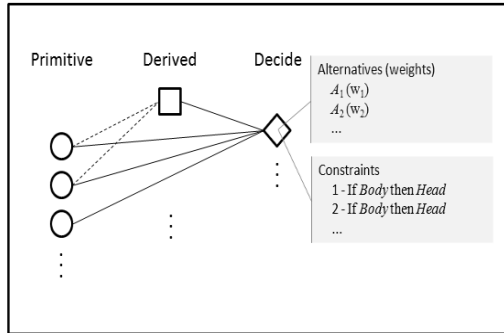 Primitive Derived Decide
Alternatives (weights)
A₁(w₁)
A₂(w₂)
...
Constraints
1 - If Body then Head
2 - If Body then Head
...